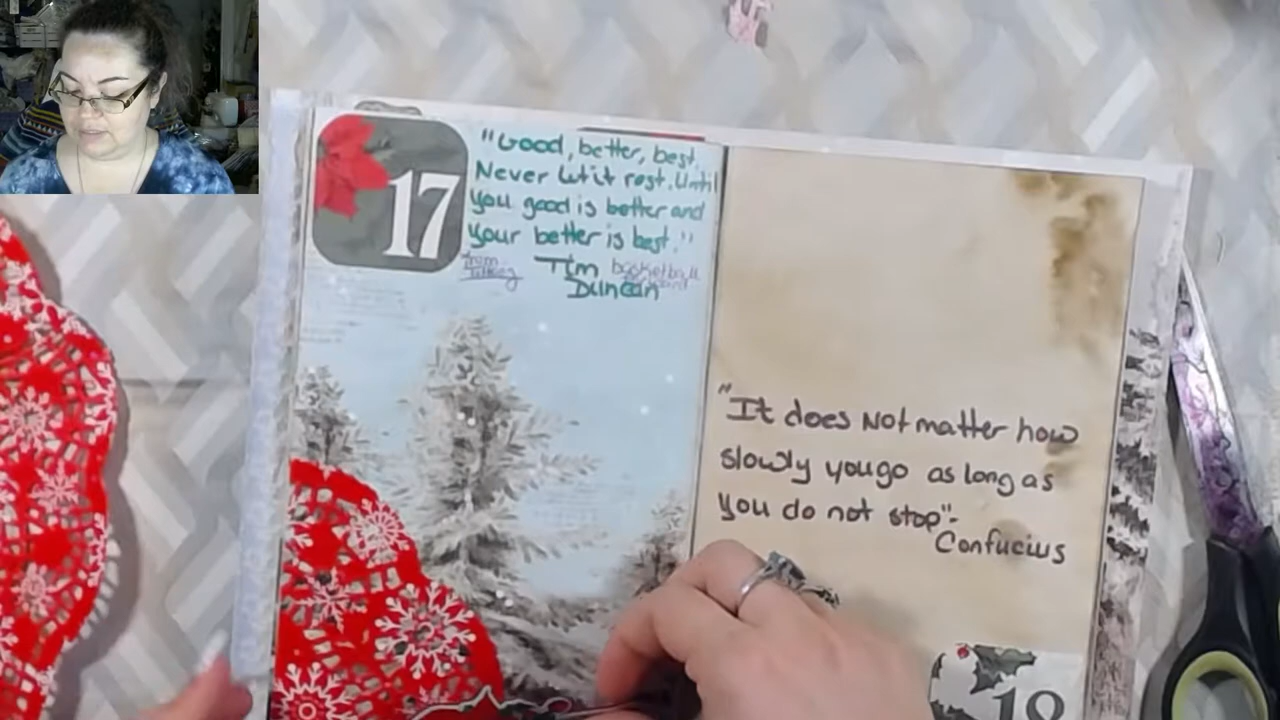 17
"Good, better, best.
Never let it rest. Until
you good is better and
your better is best."
Tim
Duncan
"It does Not matter how
slowly you go as long as
you do not stop"-
Confucius
18